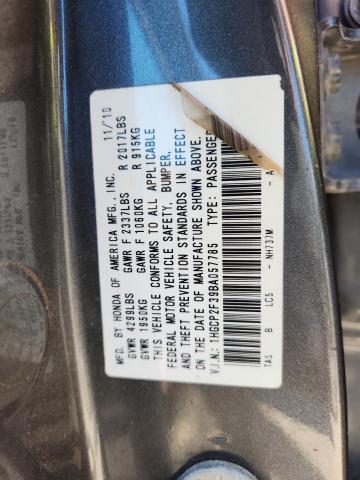 MFG. BY HONDA OF AMERICA MFG., INC. 11/10
GVWR 4299LBS GAWR F 2337LBS R 2017LBS
GVWR 1950KG GAWR F 1060KG R 915KG
THIS VEHICLE CONFORMS TO ALL APPLICABLE
FEDERAL MOTOR VEHICLE SAFETY, BUMPER,
AND THEFT PREVENTION STANDARDS IN EFFECT
ON THE DATE OF MANUFACTURE SHOWN ABOVE.
V.I.N.: 1HGCP2F39BA057785 TYPE: PASSENGER
TA5 B LC5 - NH737M - A